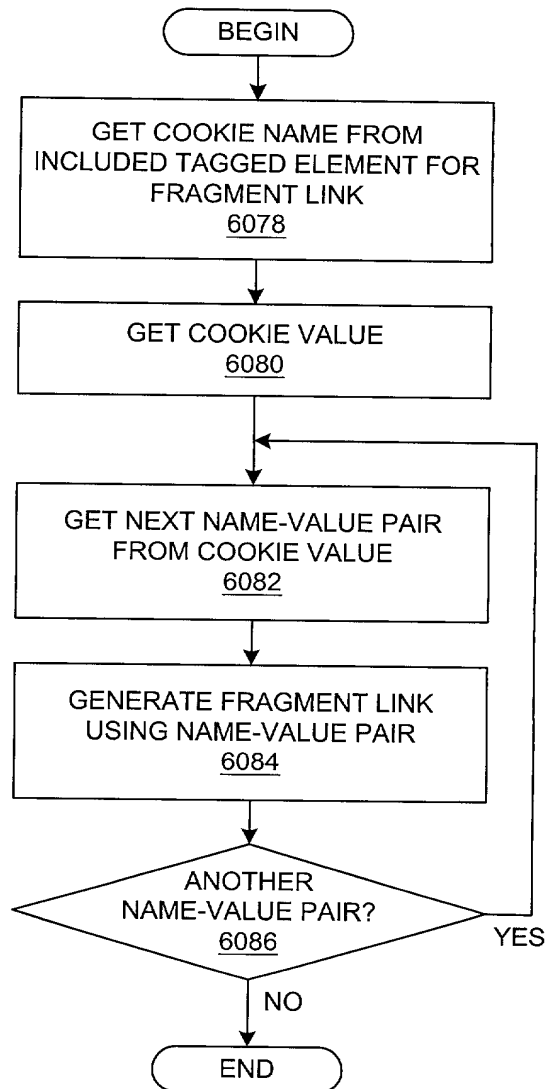 BEGIN
GET COOKIE NAME FROM
INCLUDED TAGGED ELEMENT FOR
FRAGMENT LINK
6078
GET COOKIE VALUE
6080
GET NEXT NAME-VALUE PAIR
FROM COOKIE VALUE
6082
GENERATE FRAGMENT LINK
USING NAME-VALUE PAIR
6084
ANOTHER
NAME-VALUE PAIR?
6086
YES
NO
END